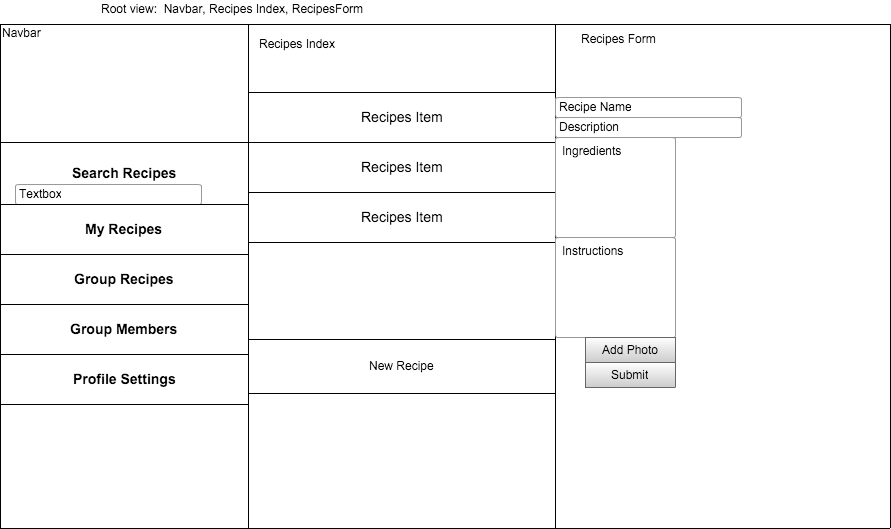 Root view:  Navbar, Recipes Index, RecipesForm
Navbar
Search Recipes
Textbox
My Recipes
Group Recipes
Group Members
Profile Settings
Recipes Index
Recipes Item
Recipes Item
Recipes Item
New Recipe
Recipes Form
Recipe Name
Description
Ingredients
Instructions
Add Photo
Submit